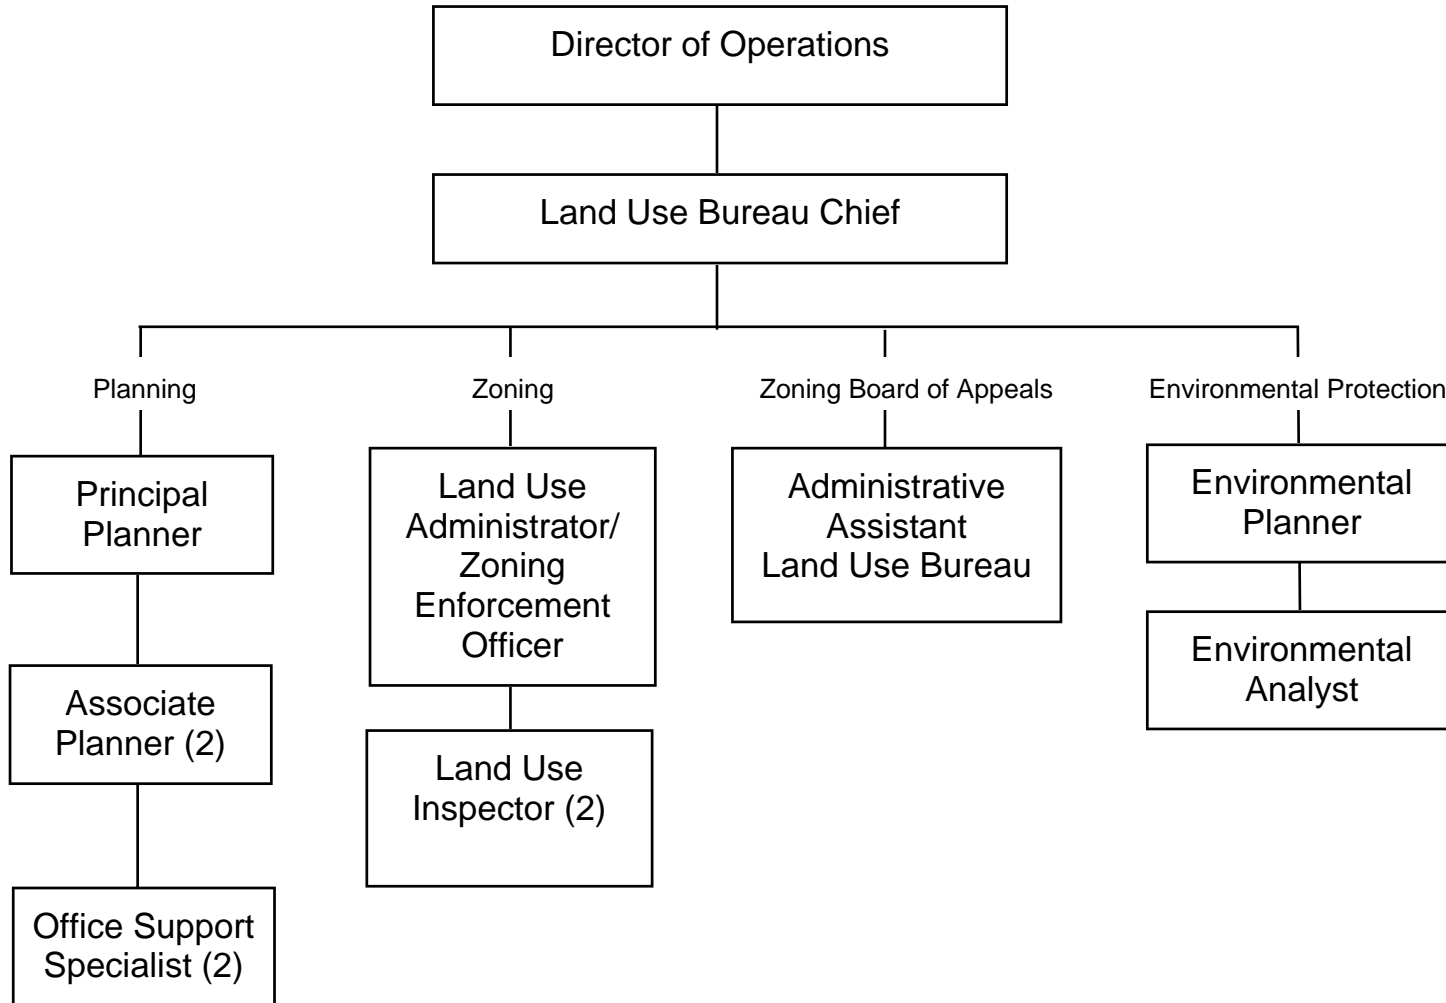 Director of Operations
Land Use Bureau Chief
Planning
Zoning
Zoning Board of Appeals
Environmental Protection
Principal
Planner
Land Use
Administrator/
Zoning
Enforcement
Officer
Administrative
Assistant
Land Use Bureau
Environmental
Planner
Associate
Planner (2)
Land Use
Inspector (2)
Environmental
Analyst
Office Support
Specialist (2)